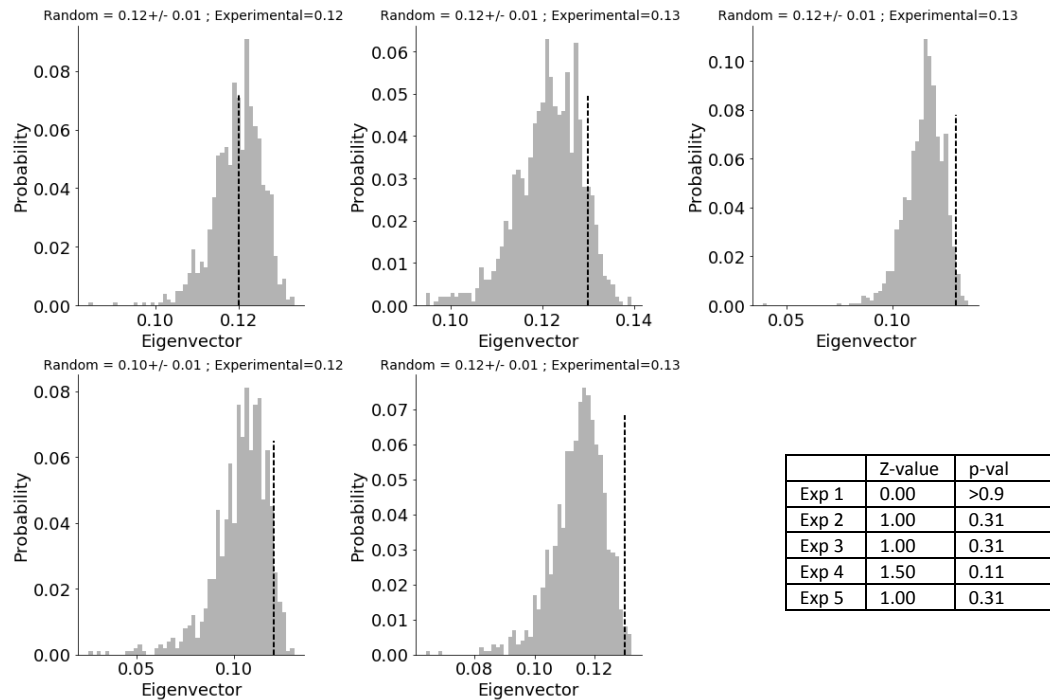 Random = 0.12+/- 0.01 ; Experimental=0.12
0.08
0.06
0.04
0.02
0.00
Probability
0.10 0.12
Eigenvector
Random = 0.12+/- 0.01 ; Experimental=0.13
0.06
0.05
0.04
0.03
0.02
0.01
0.00
Probability
0.10 0.12 0.14
Eigenvector
Random = 0.12+/- 0.01 ; Experimental=0.13
0.10
0.08
0.06
0.04
0.02
0.00
Probability
0.05 0.10
Eigenvector
Random = 0.10+/- 0.01 ; Experimental=0.12
0.08
0.06
0.04
0.02
0.00
Probability
0.05 0.10
Eigenvector
Random = 0.12+/- 0.01 ; Experimental=0.13
0.07
0.06
0.05
0.04
0.03
0.02
0.01
0.00
Probability
0.08 0.10 0.12
Eigenvector
Z-value p-val
Exp 1 0.00 >0.9
Exp 2 1.00 0.31
Exp 3 1.00 0.31
Exp 4 1.50 0.11
Exp 5 1.00 0.31